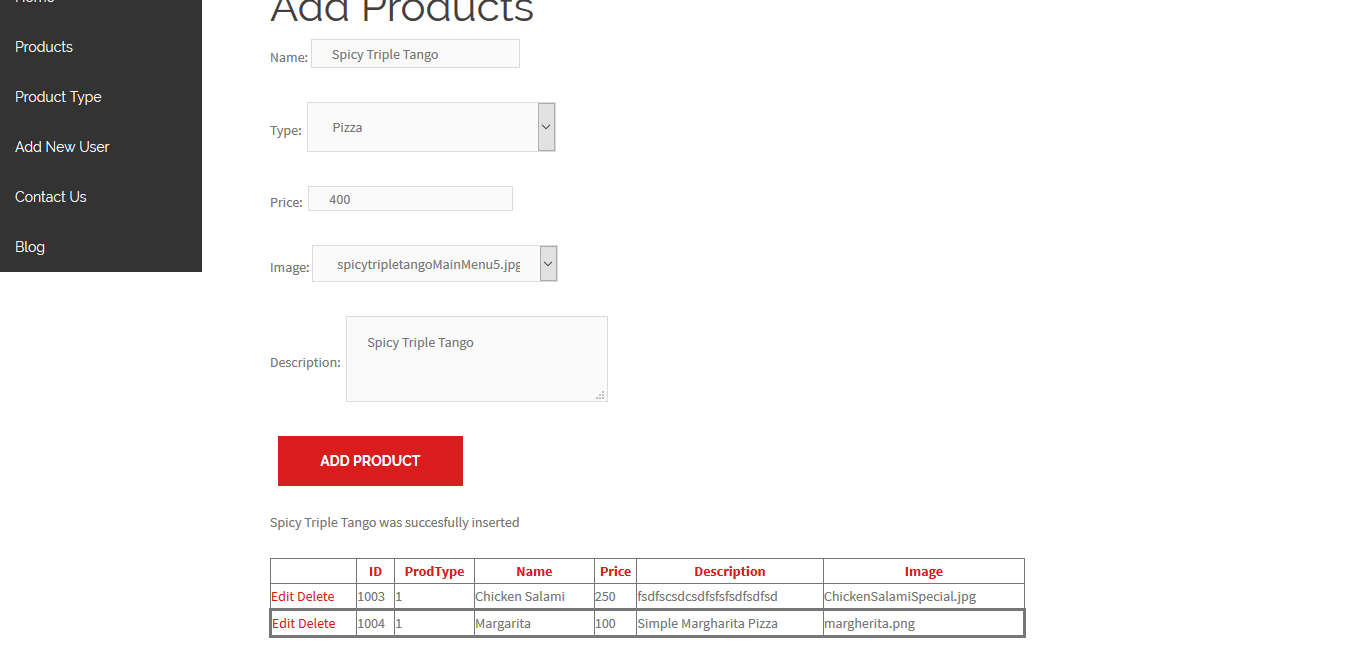 Home
Add Products
Products
Product Type
Add New User
Contact Us
Blog
Name: Spicy Triple Tango
Type: Pizza
Price: 400
Image: spicytripletangoMainMenu5.jpg
Description: Spicy Triple Tango
ADD PRODUCT
Spicy Triple Tango was succesfully inserted
ID ProdType Name Price Description Image
Edit Delete 1003 1 Chicken Salami 250 fsdfscsdcsdfsfsfsdfsdfsd ChickenSalamiSpecial.jpg
Edit Delete 1004 1 Margarita 100 Simple Margharita Pizza margherita.png